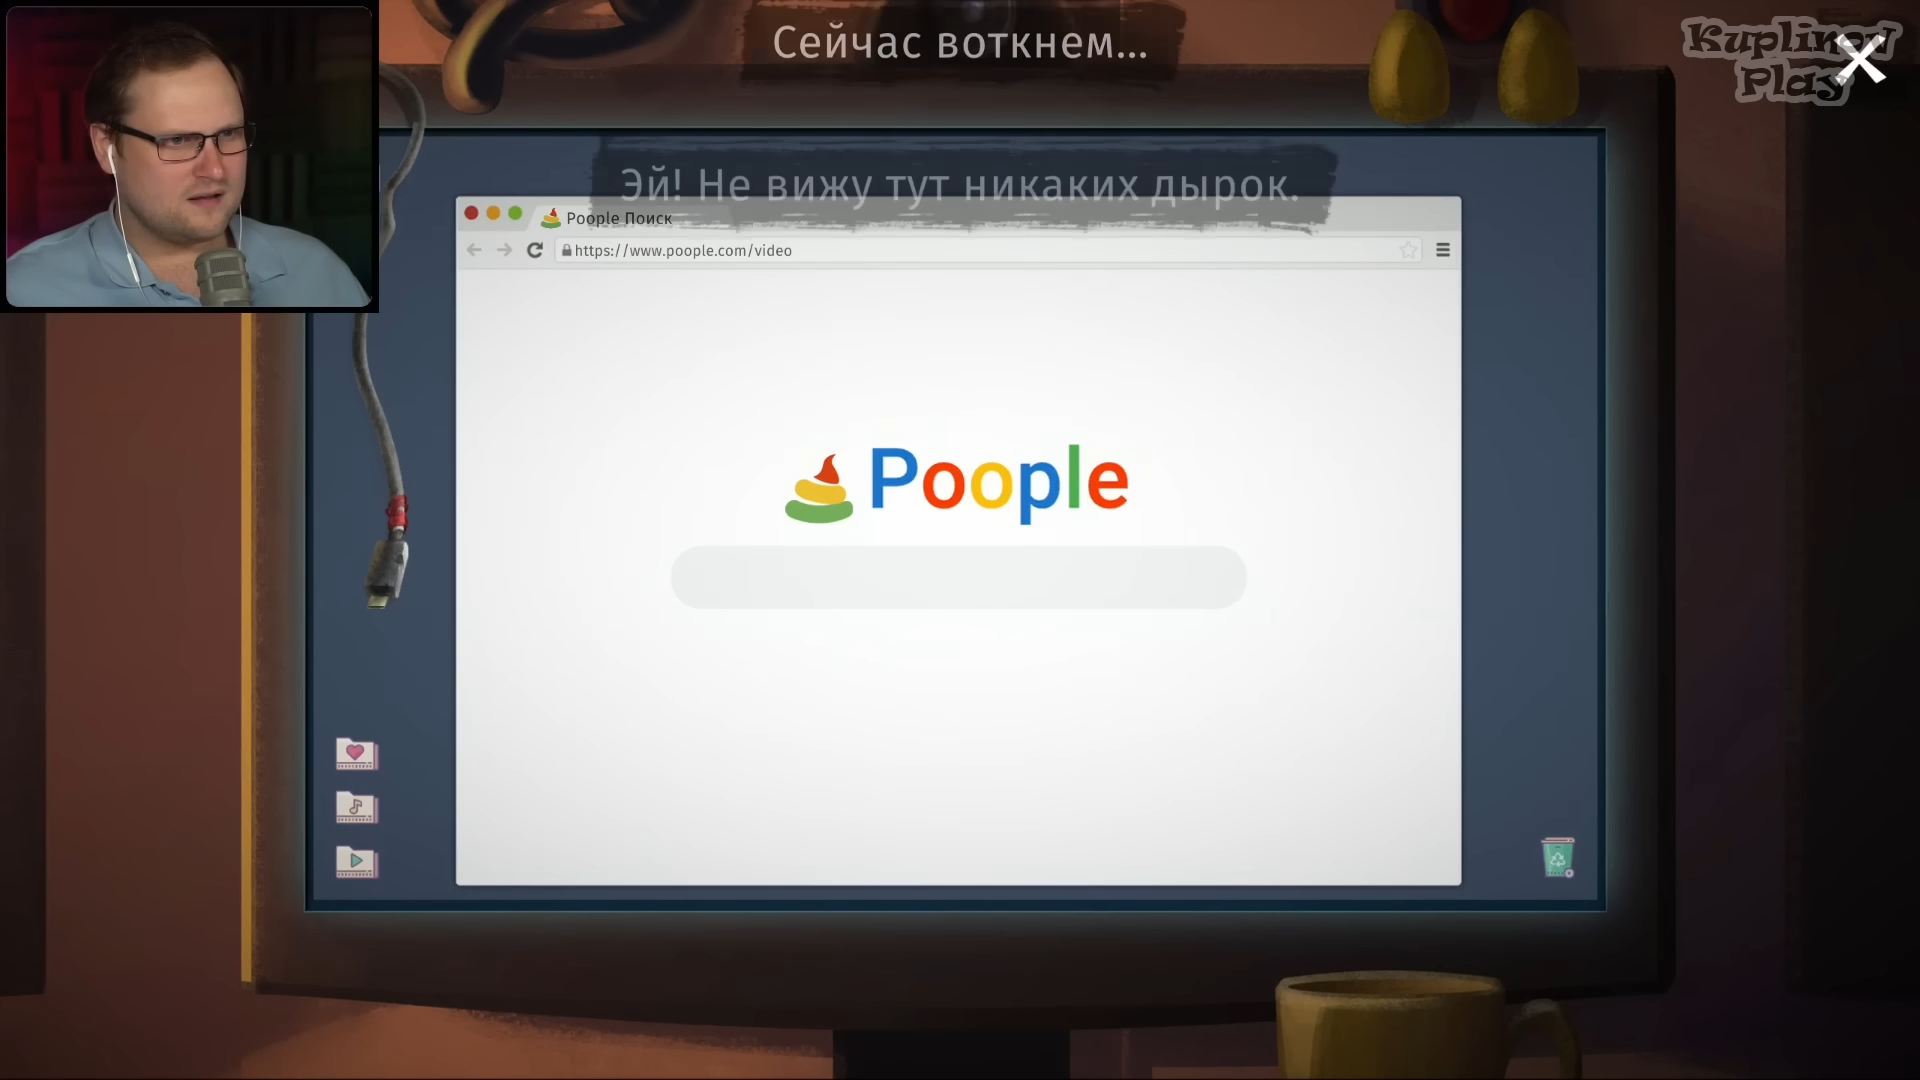 Сейчас воткнем...
Kuplinov
Play
Эй! Не вижу тут никаких дырок.
Poople Поиск
https://www.poople.com/video
Poople